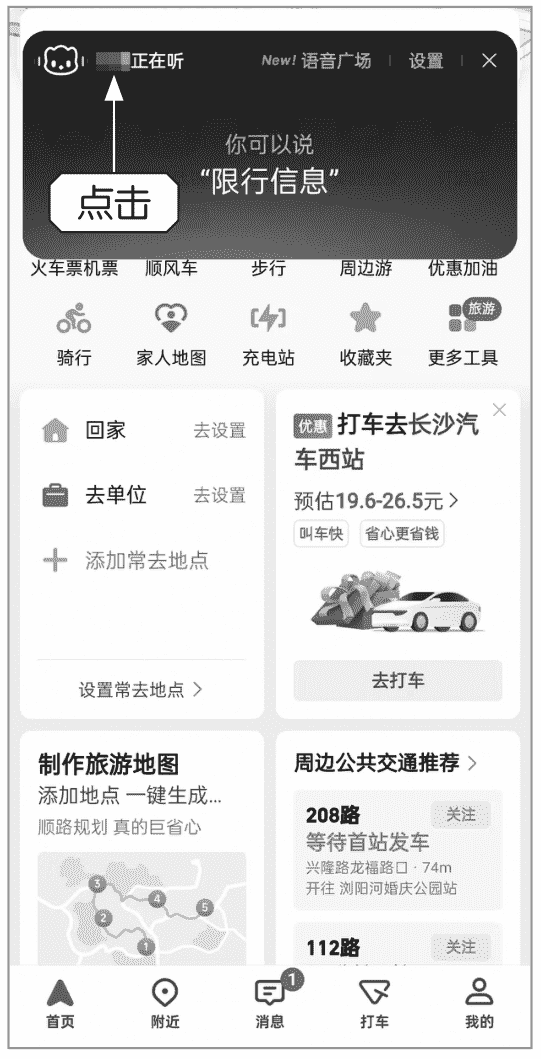 正在听 New! 语音广场 设置
你可以说
“限行信息”
点击
火车票机票 顺风车 步行 周边游 优惠加油
旅游
骑行 家人地图 充电站 收藏夹 更多工具
回家 去设置
去单位 去设置
添加常去地点
设置常去地点
优惠 打车去长沙汽
车西站
预估19.6-26.5元
叫车快 省心更省钱
去打车
制作旅游地图
添加地点 一键生成...
顺路规划 真的巨省心
3
4
5
2
1
周边公共交通推荐
208路 关注
等待首站发车
兴隆路龙福路口 · 74m
开往 浏阳河婚庆公园站
112路 关注
1
首页 附近 消息 打车 我的